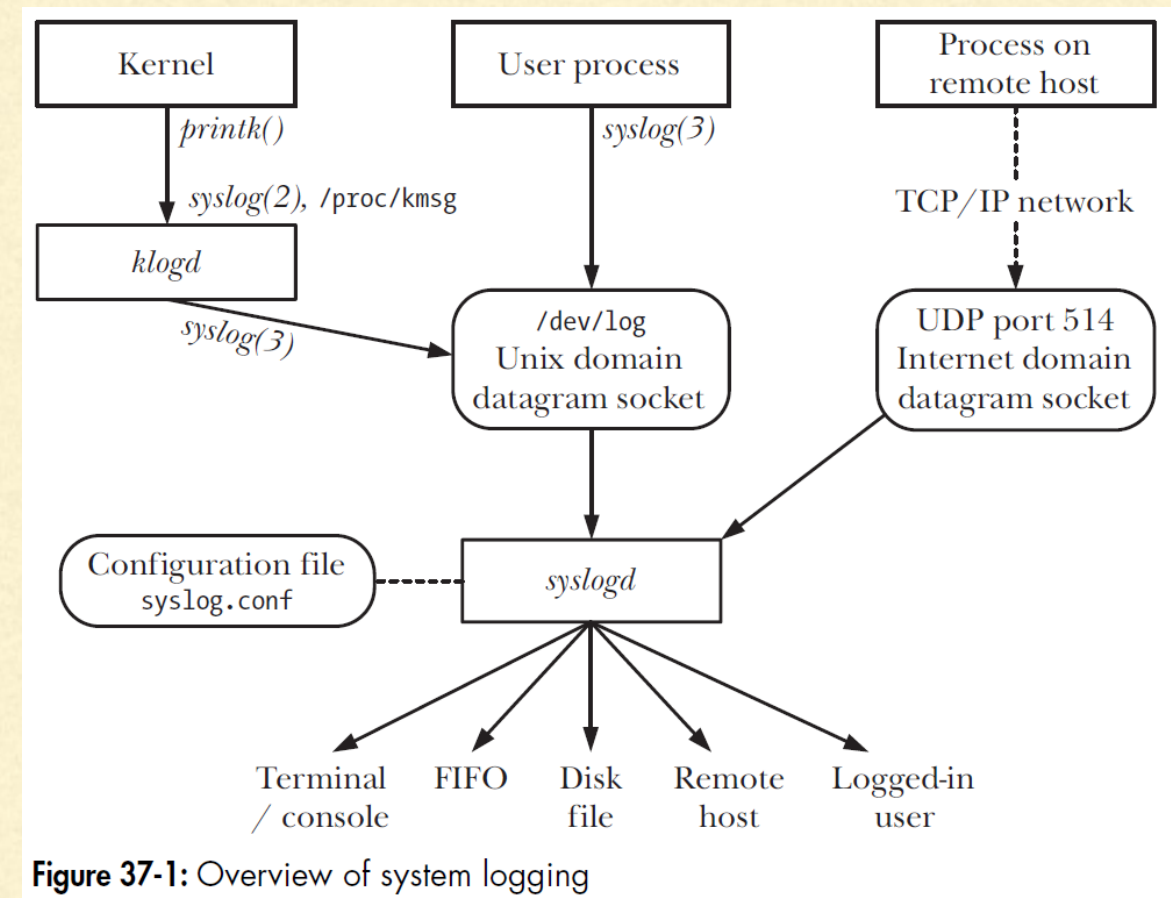 Kernel
User process
Process on
remote host
printk()
syslog(3)
syslog(2), /proc/kmsg
TCP/IP network
klogd
syslog(3)
/dev/log
Unix domain
datagram socket
UDP port 514
Internet domain
datagram socket
Configuration file
syslog.conf
syslogd
Terminal
/ console
FIFO
Disk
file
Remote
host
Logged-in
user
Figure 37-1: Overview of system logging